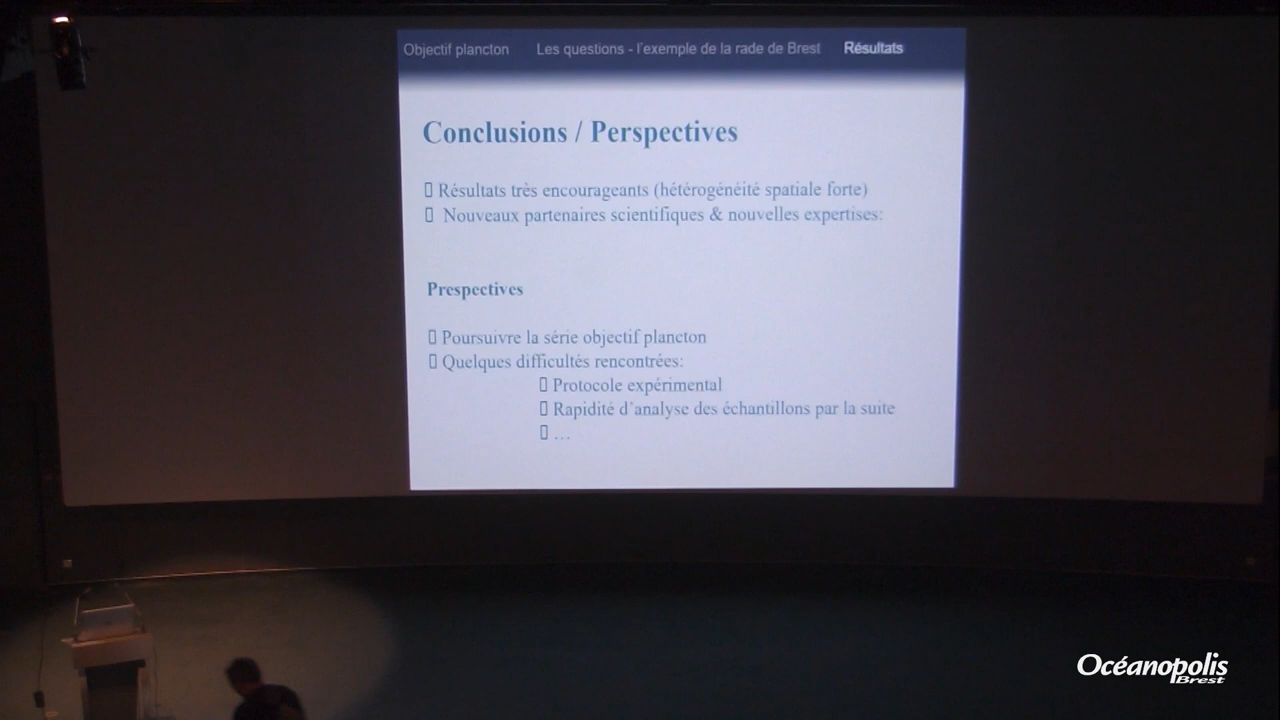 Objectif plancton Les questions - l'exemple de la rade de Brest Résultats
Conclusions / Perspectives
Résultats très encourageants (hétérogénéité spatiale forte)
Nouveaux partenaires scientifiques & nouvelles expertises:
Prespectives
Poursuivre la série objectif plancton
Quelques difficultés rencontrées:
Protocole expérimental
Rapidité d'analyse des échantillons par la suite
...
Océanopolis
Brest